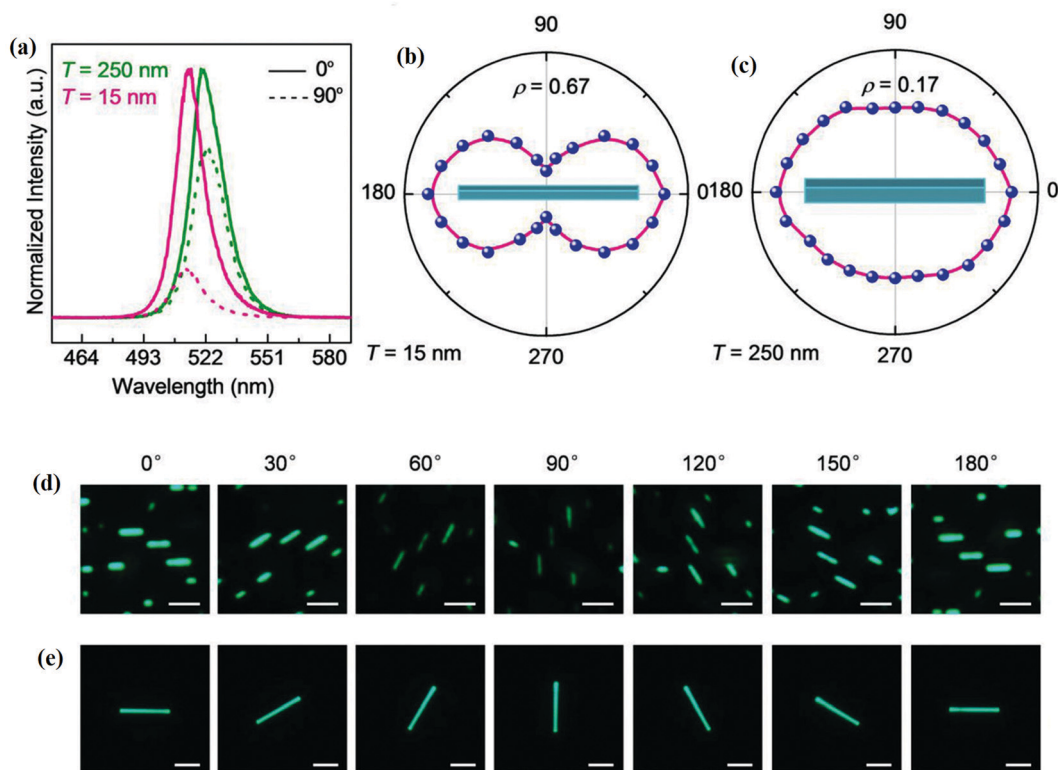 (a)
T = 250 nm
T = 15 nm
0°
90°
Normalized Intensity (a.u.)
464 493 522 551 580
Wavelength (nm)
(b)
90
ρ = 0.67
180
0
270
T = 15 nm
(c)
90
ρ = 0.17
180
0
270
T = 250 nm
0° 30° 60° 90° 120° 150° 180°
(d)
(e)